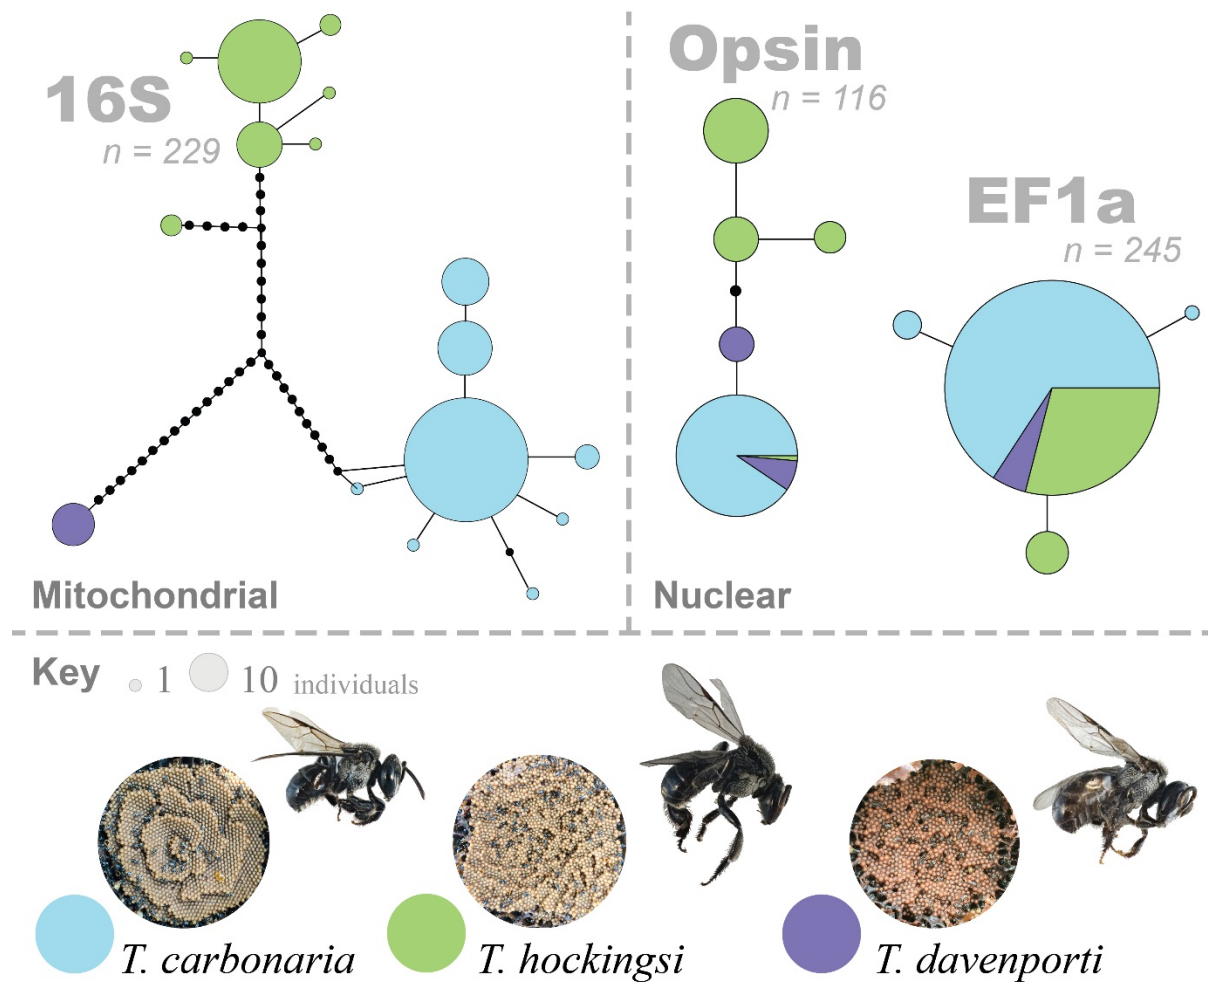 16S
n = 229
Mitochondrial
Opsin
n = 116
EF1a
n = 245
Nuclear
Key 1 10 individuals
T. carbonaria T. hockingsi T. davenporti